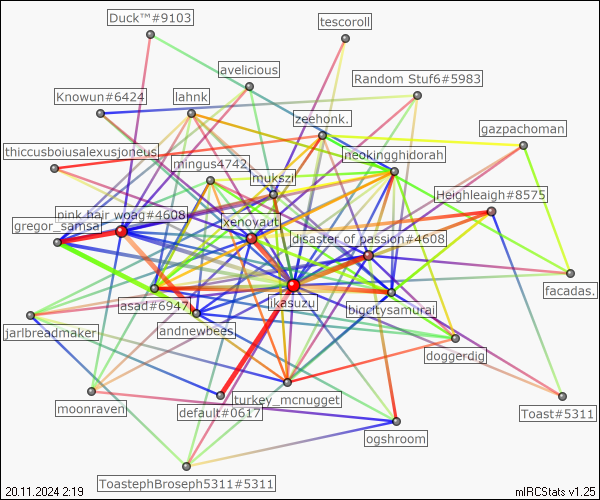 Duck™#9103
tescoroll
avelicious
Random Stuf6#5983
Knowun#6424
lahnk
zeehonk.
gazpachoman
thiccusboiusalexusjoneus
neokinghidorah
mingus4742
mukszi
Heighleaigh#8575
pink hair woag#4608
xenoyaut
gregor_samsa
disaster of passion#4608
facadas.
asad#6947
jkasuzu
bigcitysamurai
jarlbreadmaker
andnewbees
doggerdig
turkey_mcnugget
moonraven
default#0617
Toast#5311
ogshroom
ToastephBroseph5311#5311
20.11.2024 2:19
mIRCStats v1.25